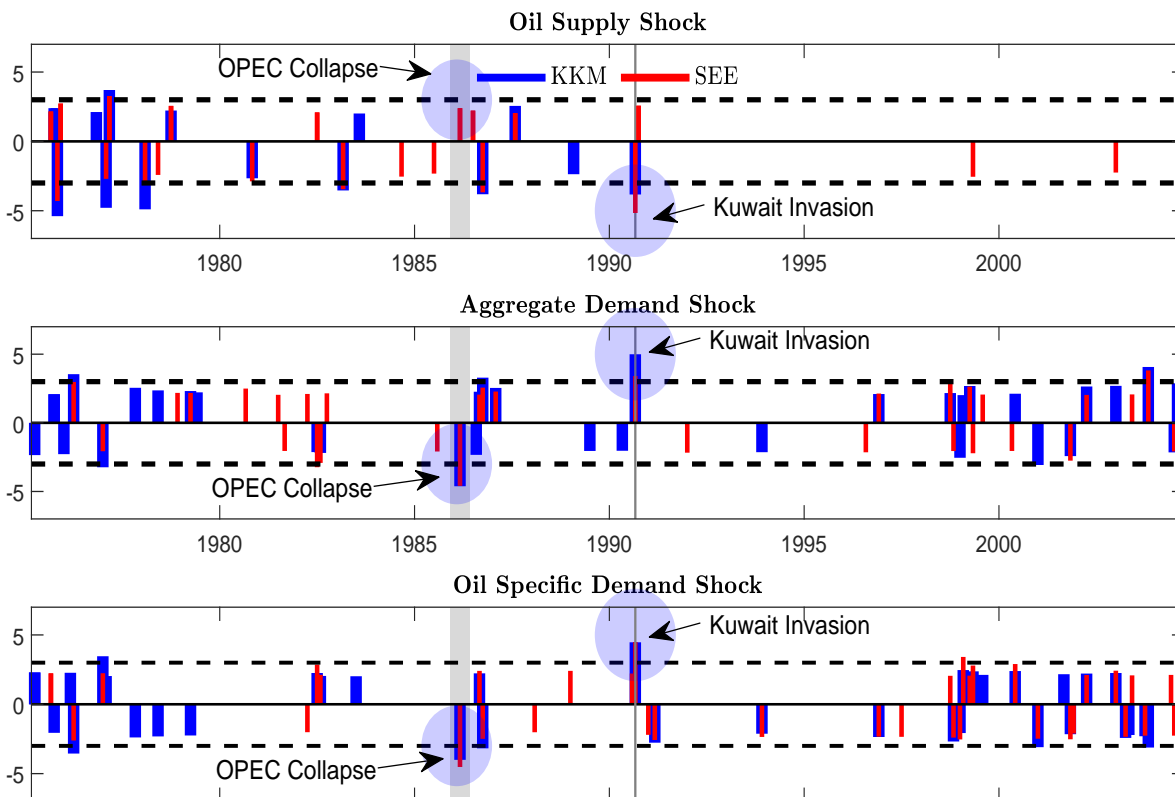 Oil Supply Shock
OPEC Collapse
KKM
SEE
5
0
-5
Kuwait Invasion
1980
1985
1990
1995
2000
Aggregate Demand Shock
Kuwait Invasion
5
0
-5
OPEC Collapse
1980
1985
1990
1995
2000
Oil Specific Demand Shock
Kuwait Invasion
5
0
-5
OPEC Collapse